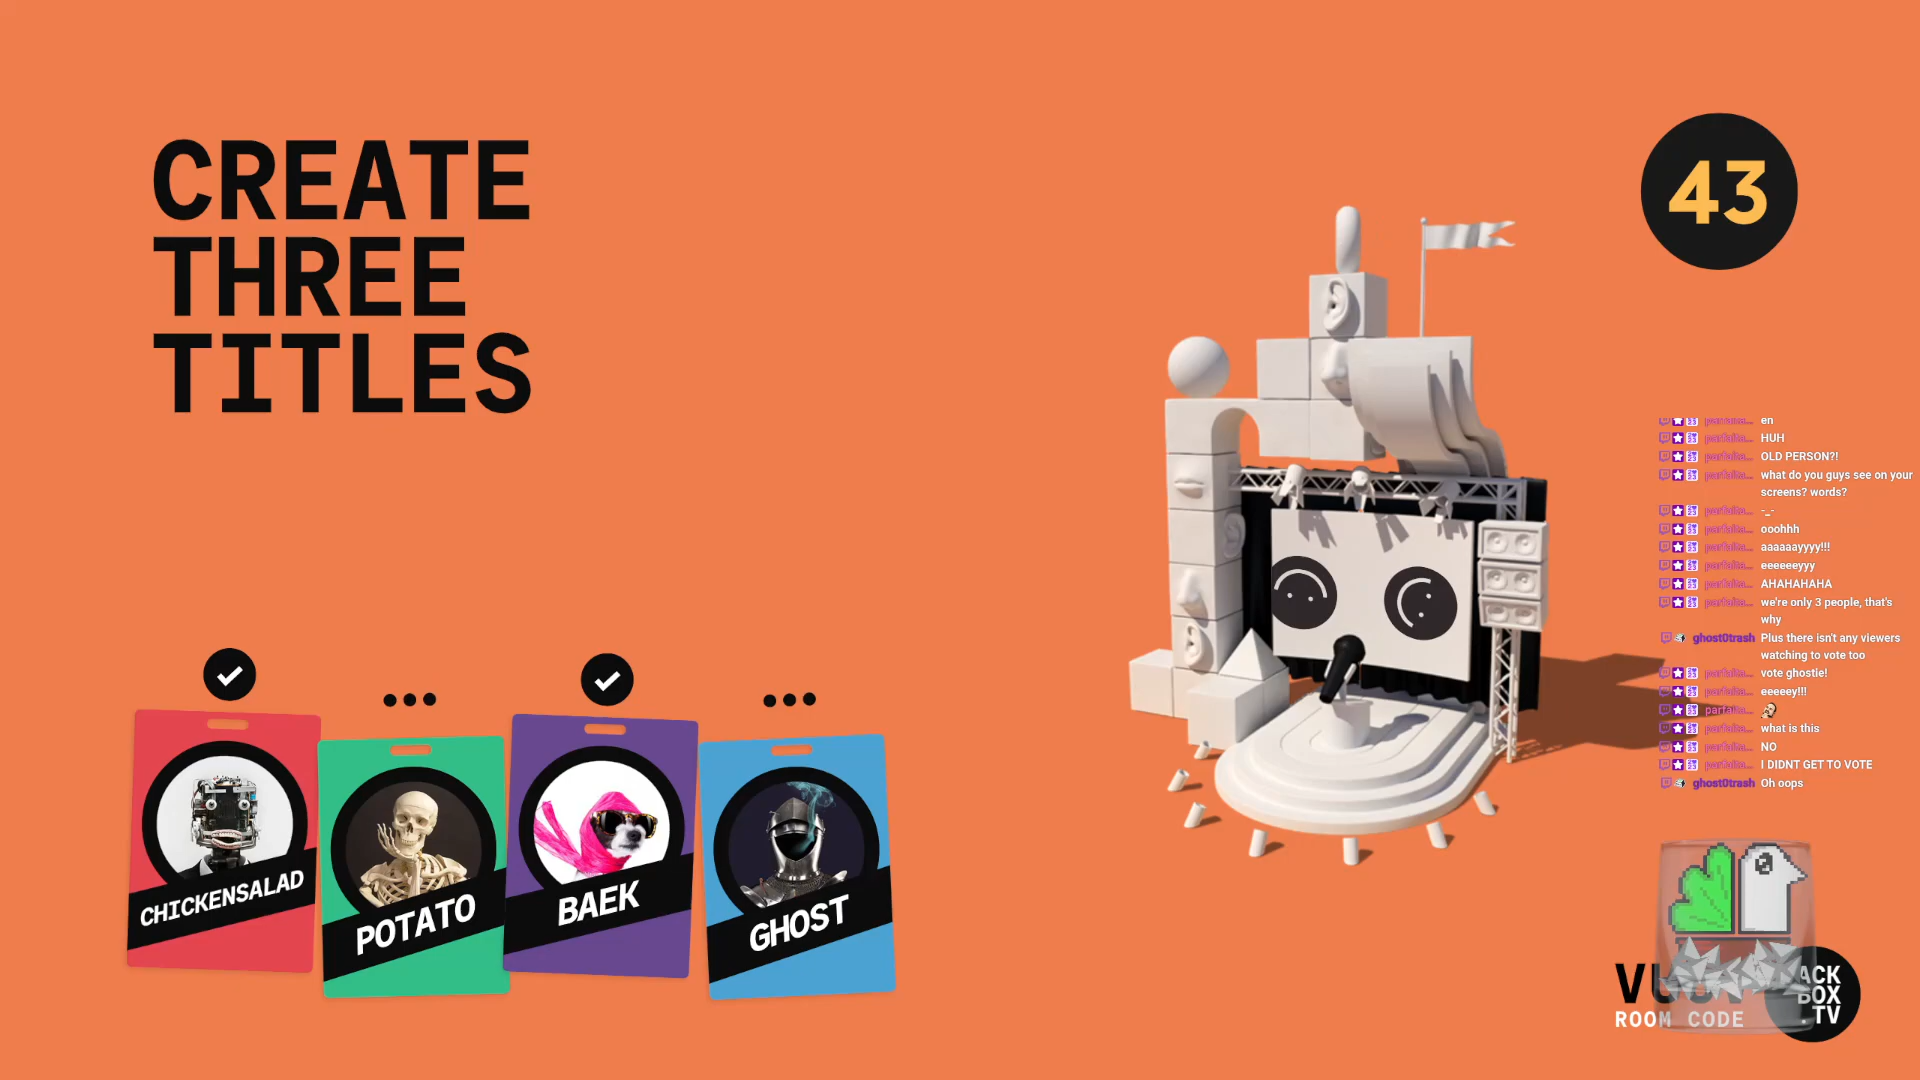 CREATE
THREE
TITLES
43
en
HUH
OLD PERSON?!
what do you guys see on your
screens? words?
-_-
ooohhh
aaaaaayyyy!!!
eeeeeeyyy
AHAHAHAHA
we're only 3 people, that's
why
ghost0trash Plus there isn't any viewers
watching to vote too
vote ghostie!
eeeeey!!!
what is this
NO
I DIDNT GET TO VOTE
ghost0trash Oh oops
CHICKENSALAD
POTATO
BAEK
GHOST
ROOM CODE
ACK
BOX
.TV